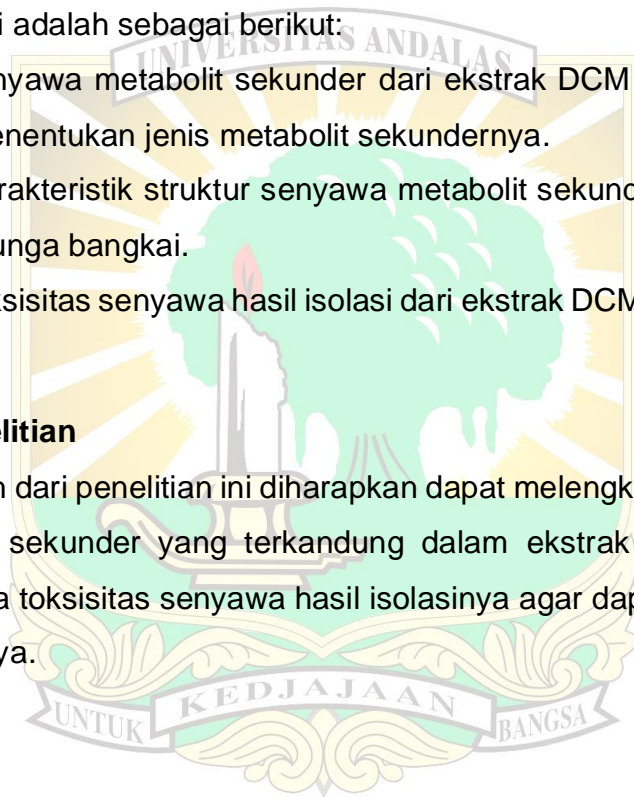 i adalah sebagai berikut:
UNIVERSITAS ANDALAS
nyawa metabolit sekunder dari ekstrak DCM
enentukan jenis metabolit sekundernya.
arakteristik struktur senyawa metabolit sekund
unga bangkai.
ksisitas senyawa hasil isolasi dari ekstrak DCM
elitian
n dari penelitian ini diharapkan dapat melengk
sekunder yang terkandung dalam ekstrak
a toksisitas senyawa hasil isolasinya agar dap
ya.
UNTUK KEDJAJAAN BANGSA